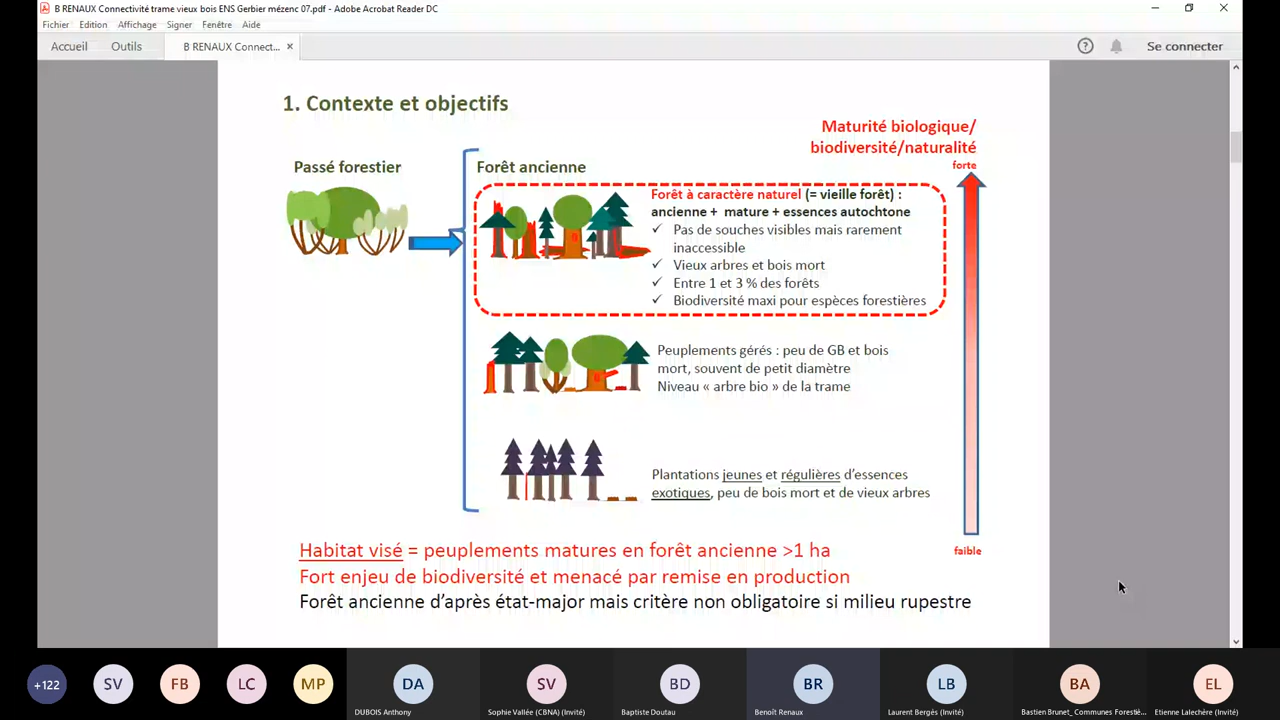 B RENAUX Connectivité trame vieux bois ENS Gerbier mézenc 07.pdf - Adobe Acrobat Reader DC
Fichier Edition Affichage Signer Fenêtre Aide
Accueil Outils B RENAUX Connect... × ? Se connecter
1. Contexte et objectifs
Maturité biologique/
biodiversité/naturalité
forte
Passé forestier
Forêt ancienne
Forêt à caractère naturel (= vieille forêt) :
ancienne + mature + essences autochtone
✓ Pas de souches visibles mais rarement
inaccessible
✓ Vieux arbres et bois mort
✓ Entre 1 et 3 % des forêts
✓ Biodiversité maxi pour espèces forestières
Peuplements gérés : peu de GB et bois
mort, souvent de petit diamètre
Niveau « arbre bio » de la trame
Plantations jeunes et régulières d’essences
exotiques, peu de bois mort et de vieux arbres
faible
Habitat visé = peuplements matures en forêt ancienne >1 ha
Fort enjeu de biodiversité et menacé par remise en production
Forêt ancienne d’après état-major mais critère non obligatoire si milieu rupestre
+122 SV FB LC MP DA SV BD BR LB BA EL
DUBOIS Anthony Sophie Vallée (CBNA) (Invité) Baptiste Doutau Benoît Renaux Laurent Bergès (Invité) Bastien Brunet_ Communes Forestiè... Etienne Lalechère (Invité)